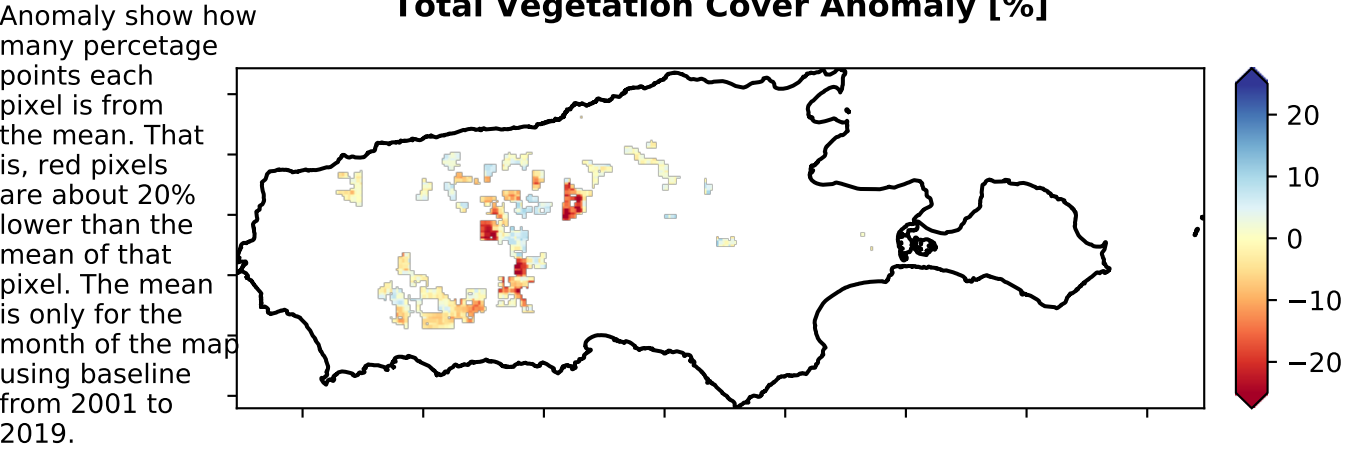 Total Vegetation Cover Anomaly [%]
Anomaly show how
many percetage
points each
pixel is from
the mean. That
is, red pixels
are about 20%
lower than the
mean of that
pixel. The mean
is only for the
month of the map
using baseline
from 2001 to
2019.
20
10
0
−10
−20